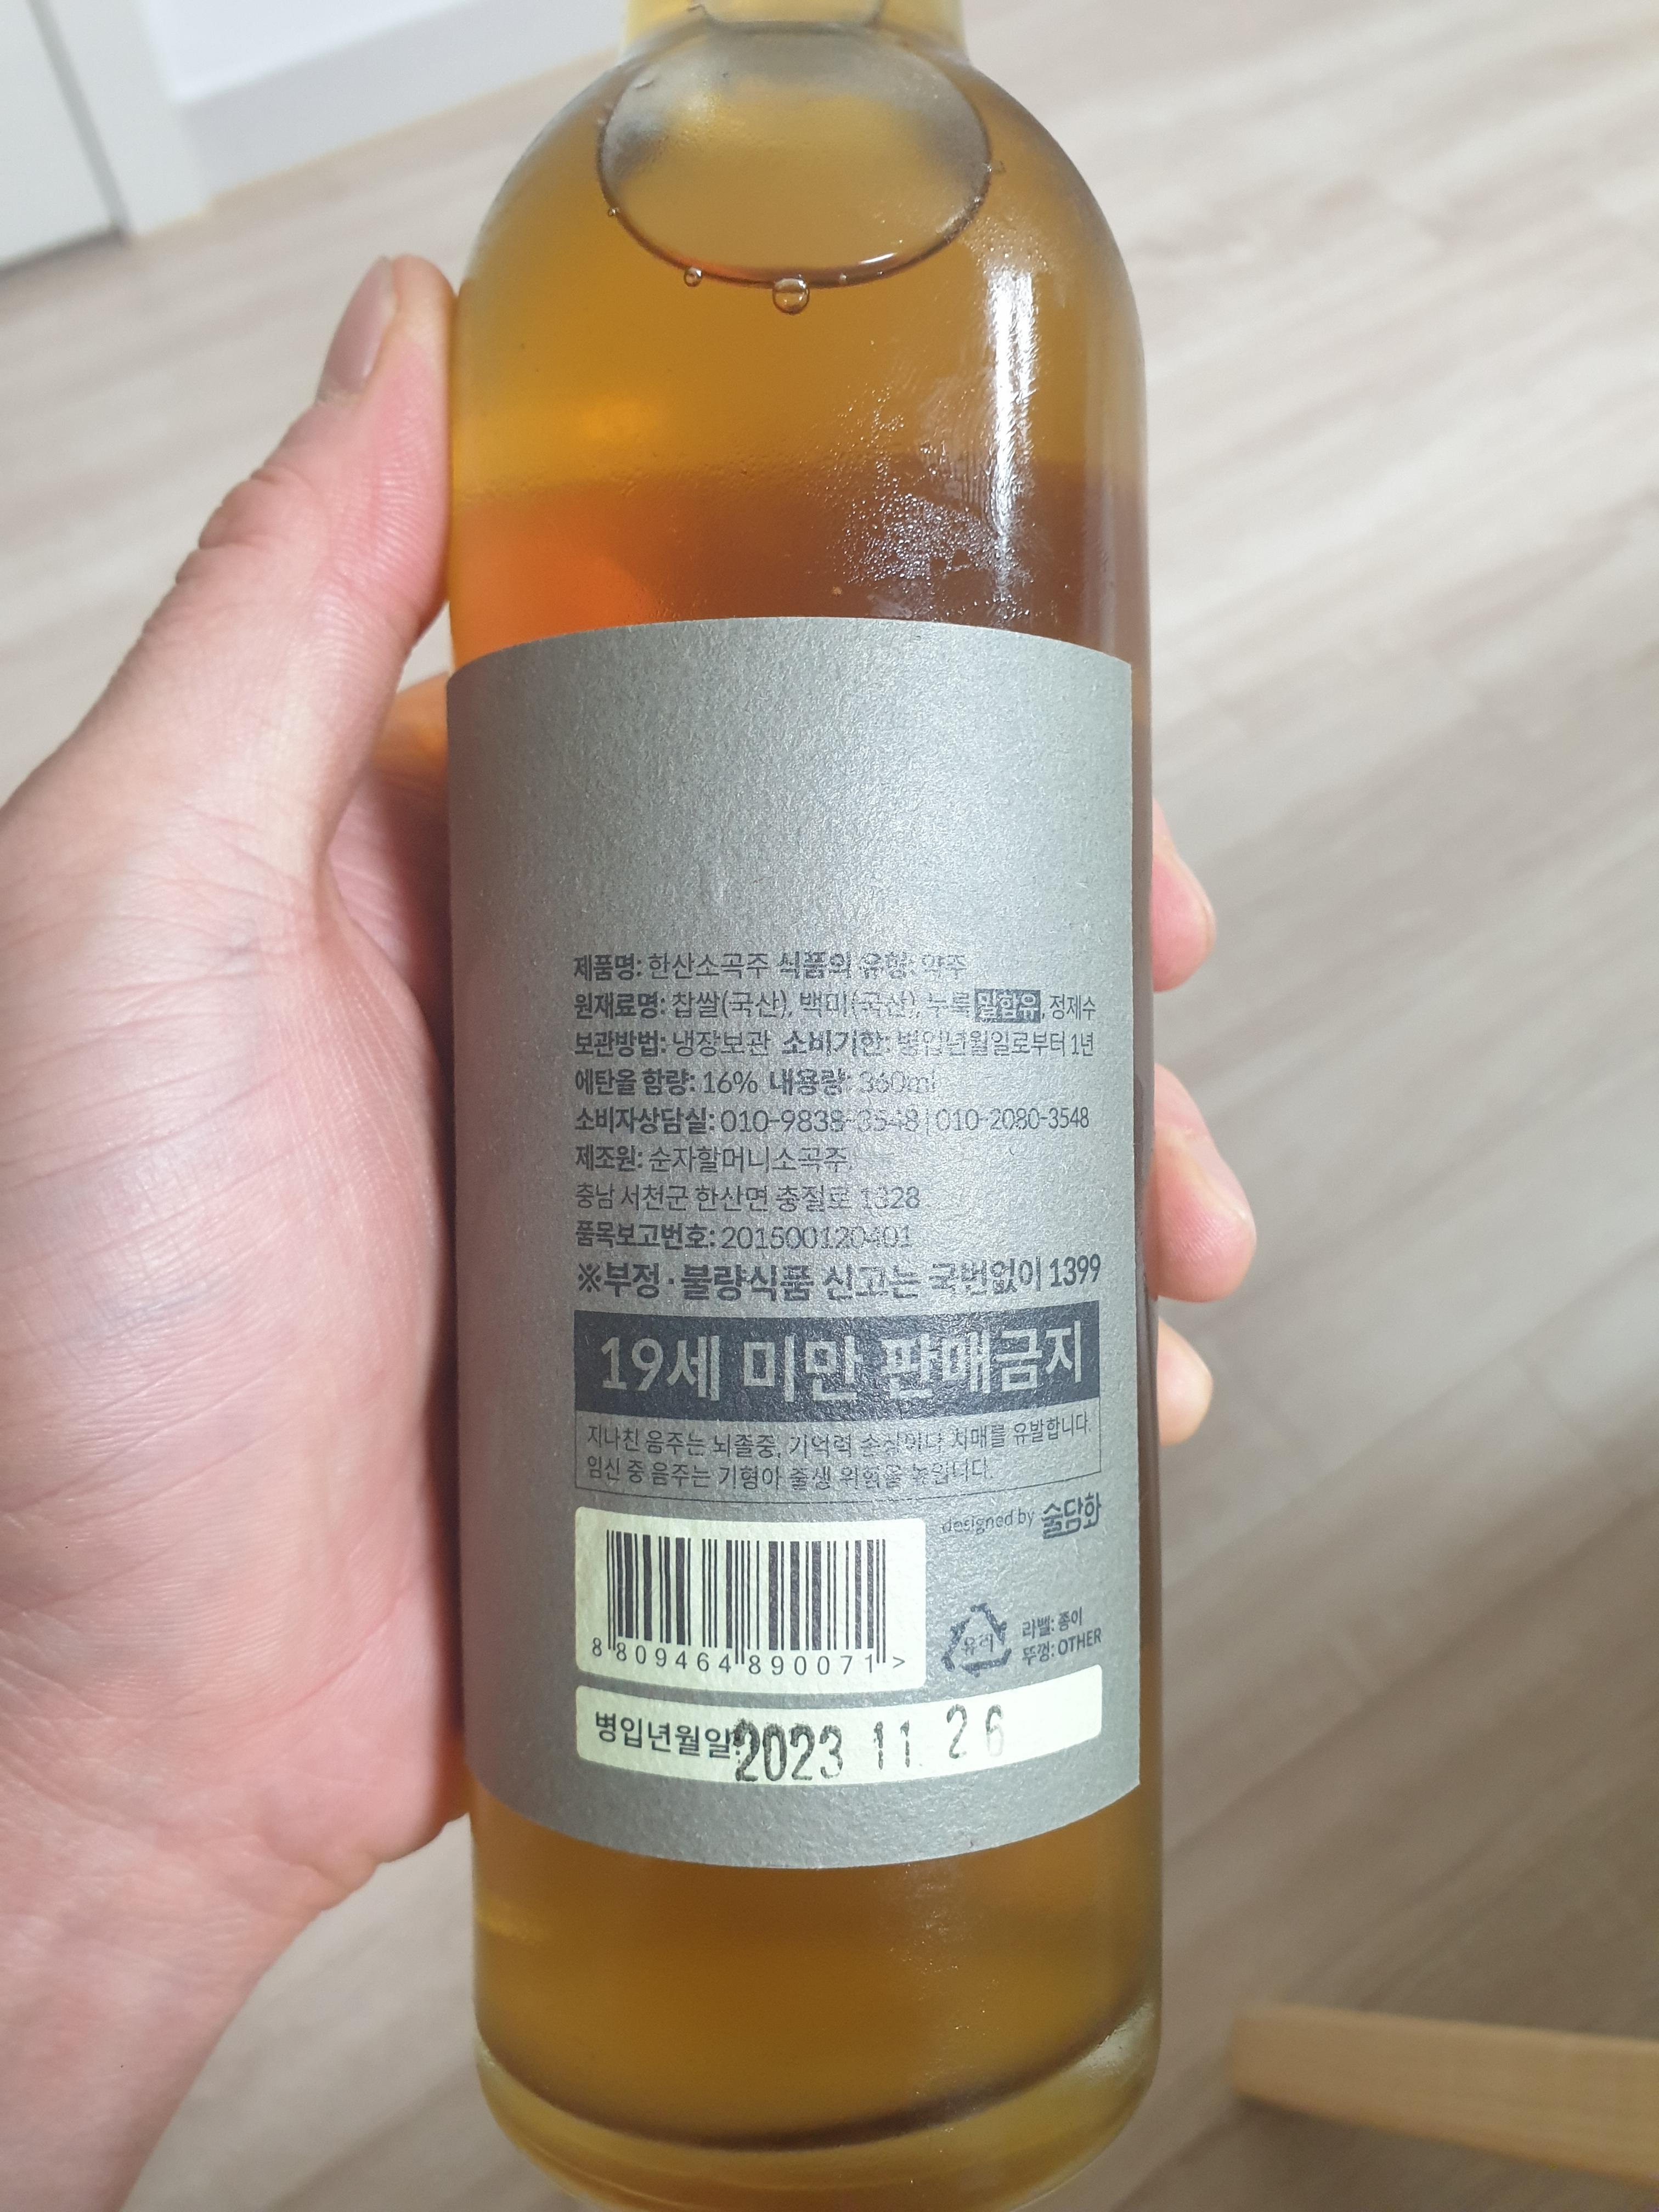 제품명: 한산소곡주 식품의 유형: 약주
원재료명: 찹쌀(국산), 백미(국산), 누룩 밀함유, 정제수
보관방법: 냉장보관 소비기한: 병입년월일로부터 1년
에탄올 함량: 16% 내용량: 360ml
소비자상담실: 010-9838-3548 | 010-2080-3548
제조원: 순자할머니소곡주
충남 서천군 한산면 충절로 1328
품목보고번호: 201500120401
※부정·불량식품 신고는 국번없이 1399
19세 미만 판매금지
지나친 음주는 뇌졸중, 기억력 손상이나 치매를 유발합니다.
임신 중 음주는 기형아 출생 위험을 높입니다.
designed by 술담화
8 809464 890071 >
유리
라벨: 종이
뚜껑: OTHER
병입년월일: 2023 11 26